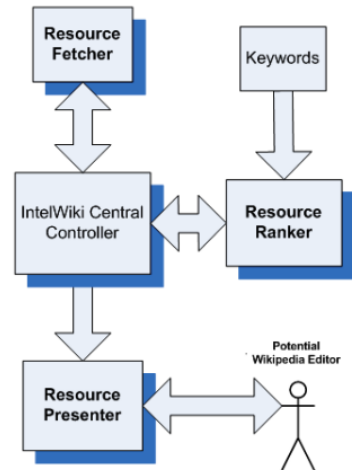 Resource
Fetcher
Keywords
IntelWiki Central
Controller
Resource
Ranker
Potential
Wikipedia Editor
Resource
Presenter